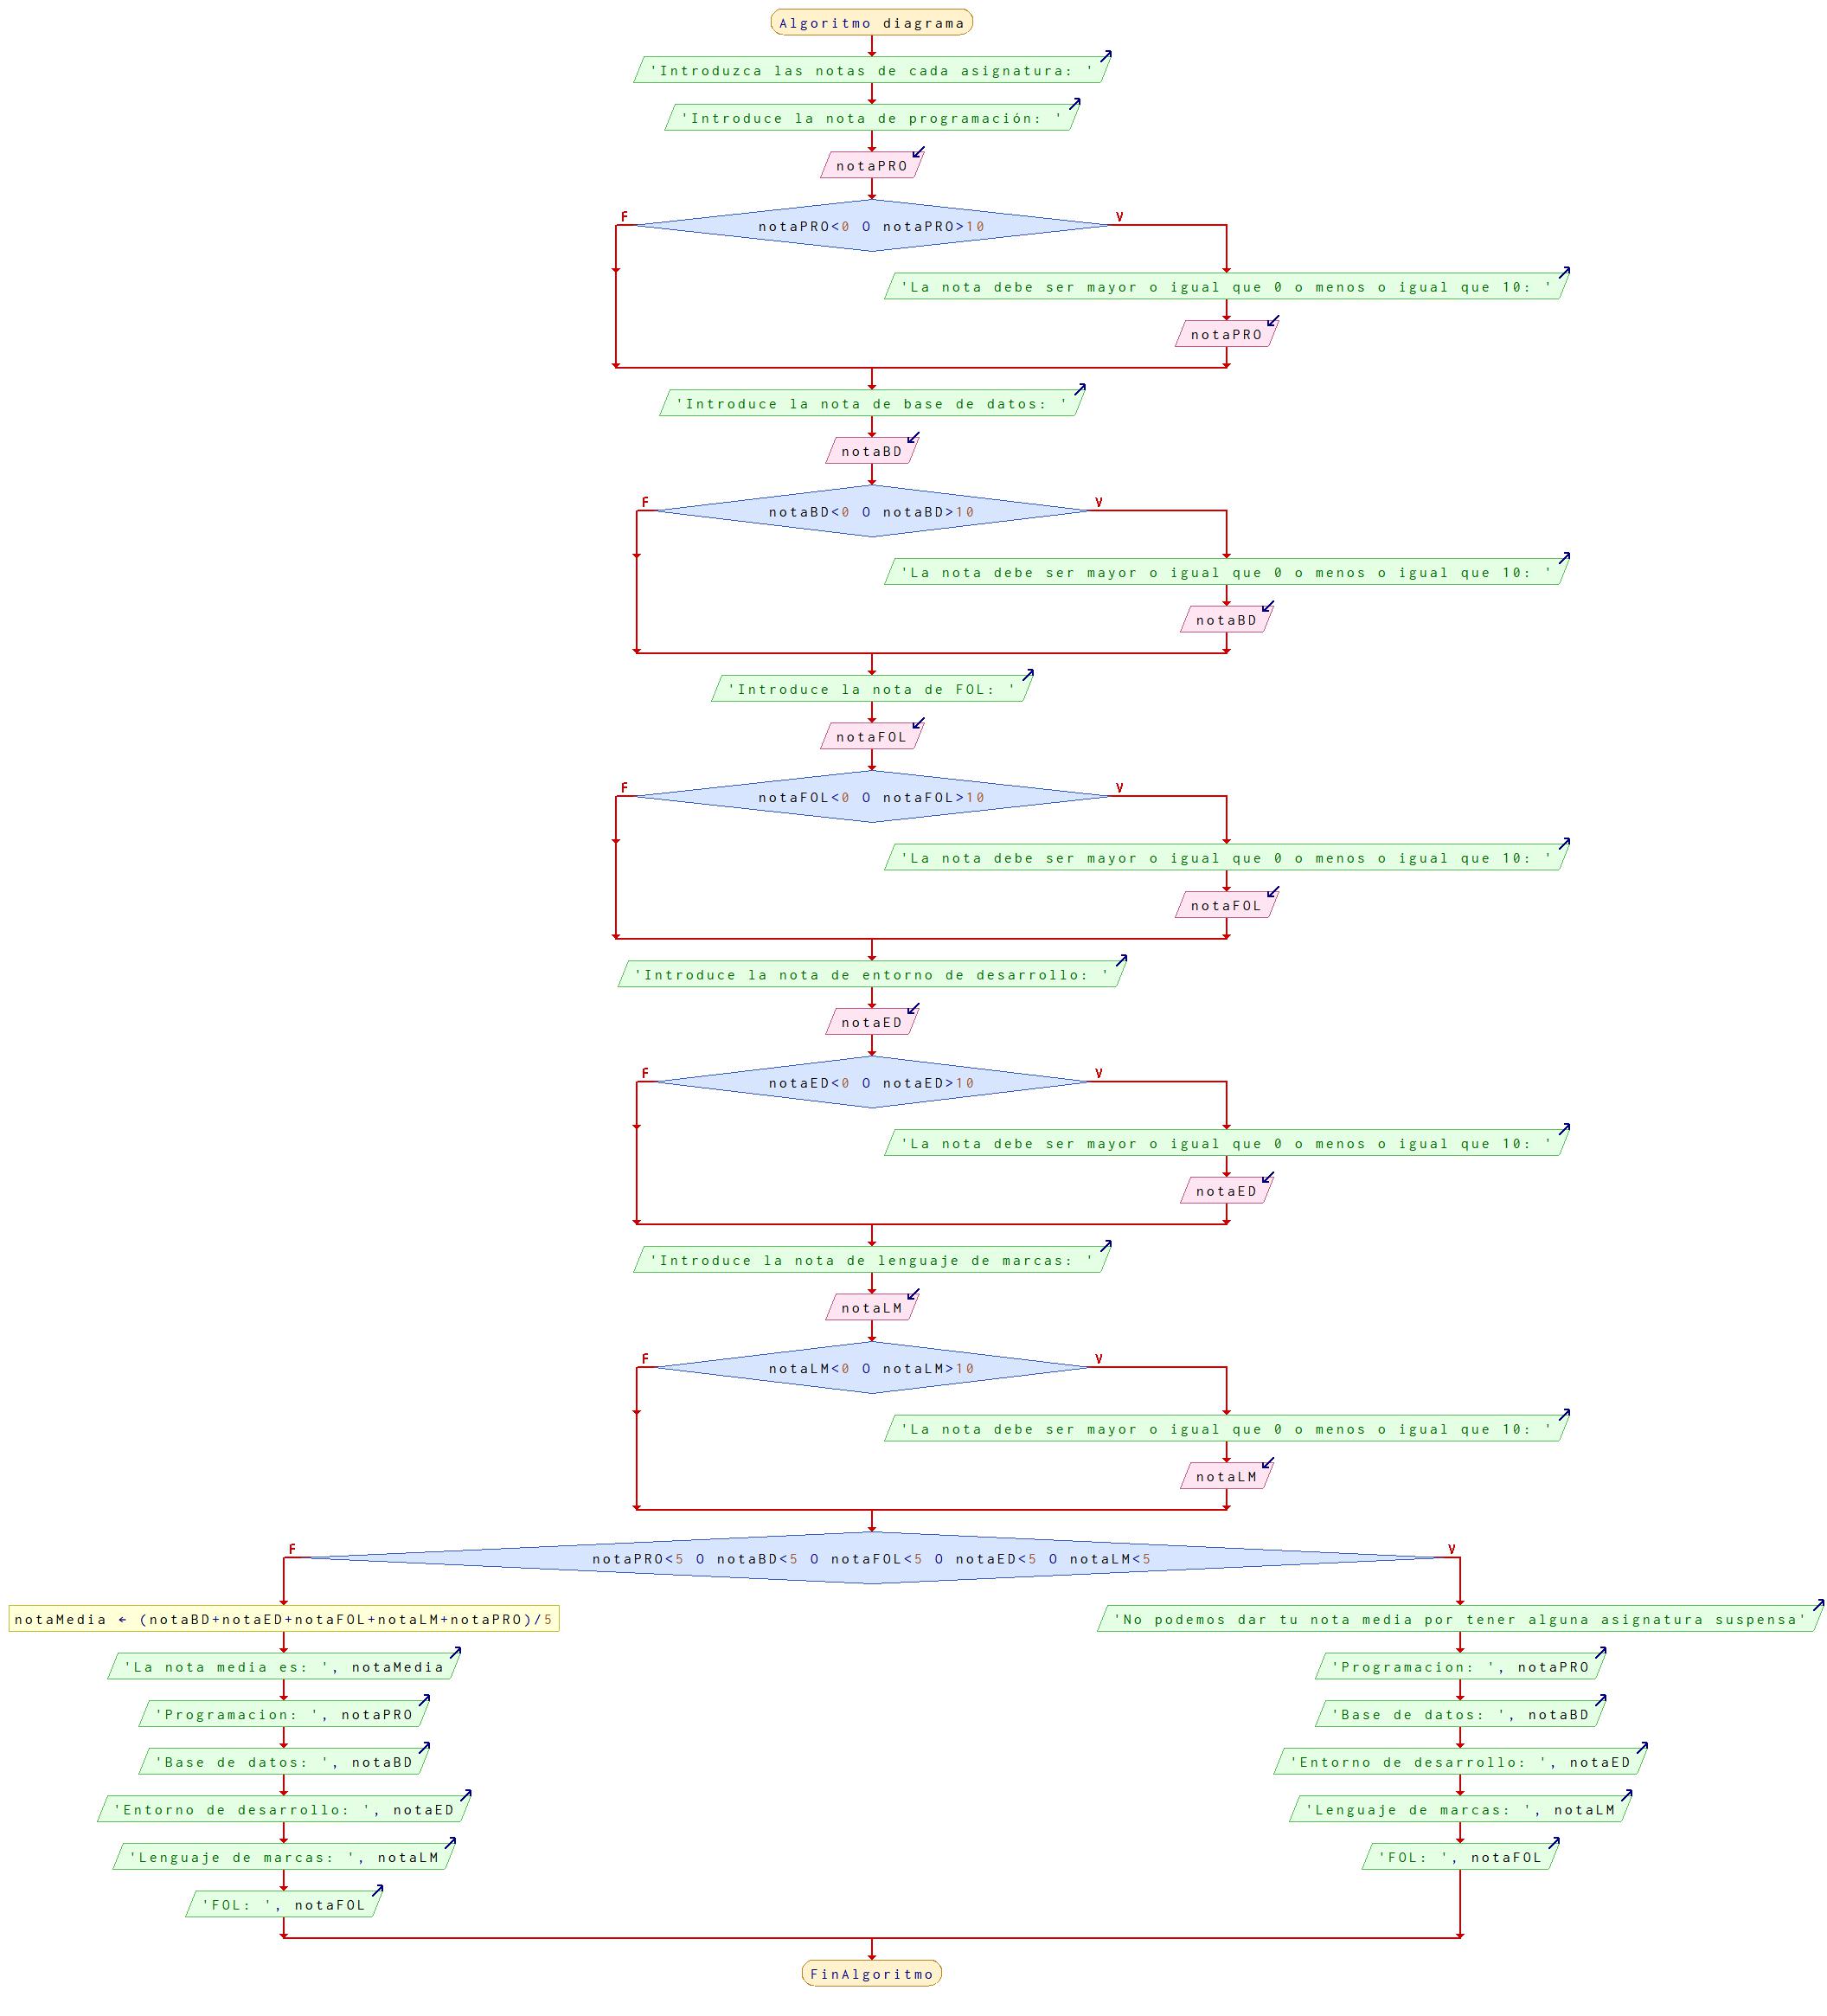 Algoritmo diagrama
'Introduzca las notas de cada asignatura: '
'Introduce la nota de programación: '
notaPRO
notaPRO<0 O notaPRO>10
F
V
'La nota debe ser mayor o igual que 0 o menos o igual que 10: '
notaPRO
'Introduce la nota de base de datos: '
notaBD
notaBD<0 O notaBD>10
F
V
'La nota debe ser mayor o igual que 0 o menos o igual que 10: '
notaBD
'Introduce la nota de FOL: '
notaFOL
notaFOL<0 O notaFOL>10
F
V
'La nota debe ser mayor o igual que 0 o menos o igual que 10: '
notaFOL
'Introduce la nota de entorno de desarrollo: '
notaED
notaED<0 O notaED>10
F
V
'La nota debe ser mayor o igual que 0 o menos o igual que 10: '
notaED
'Introduce la nota de lenguaje de marcas: '
notaLM
notaLM<0 O notaLM>10
F
V
'La nota debe ser mayor o igual que 0 o menos o igual que 10: '
notaLM
notaPRO<5 O notaBD<5 O notaFOL<5 O notaED<5 O notaLM<5
F
notaMedia ← (notaBD+notaED+notaFOL+notaLM+notaPRO)/5
'La nota media es: ', notaMedia
'Programacion: ', notaPRO
'Base de datos: ', notaBD
'Entorno de desarrollo: ', notaED
'Lenguaje de marcas: ', notaLM
'FOL: ', notaFOL
V
'No podemos dar tu nota media por tener alguna asignatura suspensa'
'Programacion: ', notaPRO
'Base de datos: ', notaBD
'Entorno de desarrollo: ', notaED
'Lenguaje de marcas: ', notaLM
'FOL: ', notaFOL
FinAlgoritmo